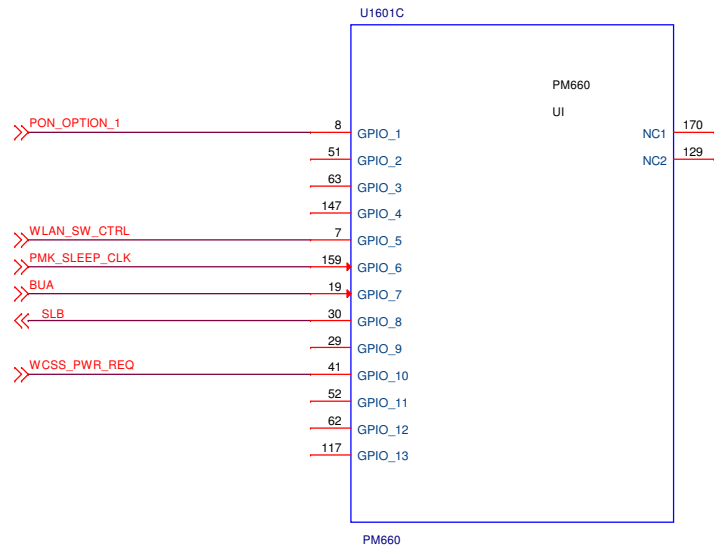 U1601C
PM660
UI
PON_OPTION_1 8 GPIO_1 NC1 170
51 GPIO_2 NC2 129
63 GPIO_3
147 GPIO_4
WLAN_SW_CTRL 7 GPIO_5
PMK_SLEEP_CLK 159 GPIO_6
BUA 19 GPIO_7
SLB 30 GPIO_8
29 GPIO_9
WCSS_PWR_REQ 41 GPIO_10
52 GPIO_11
62 GPIO_12
117 GPIO_13
PM660